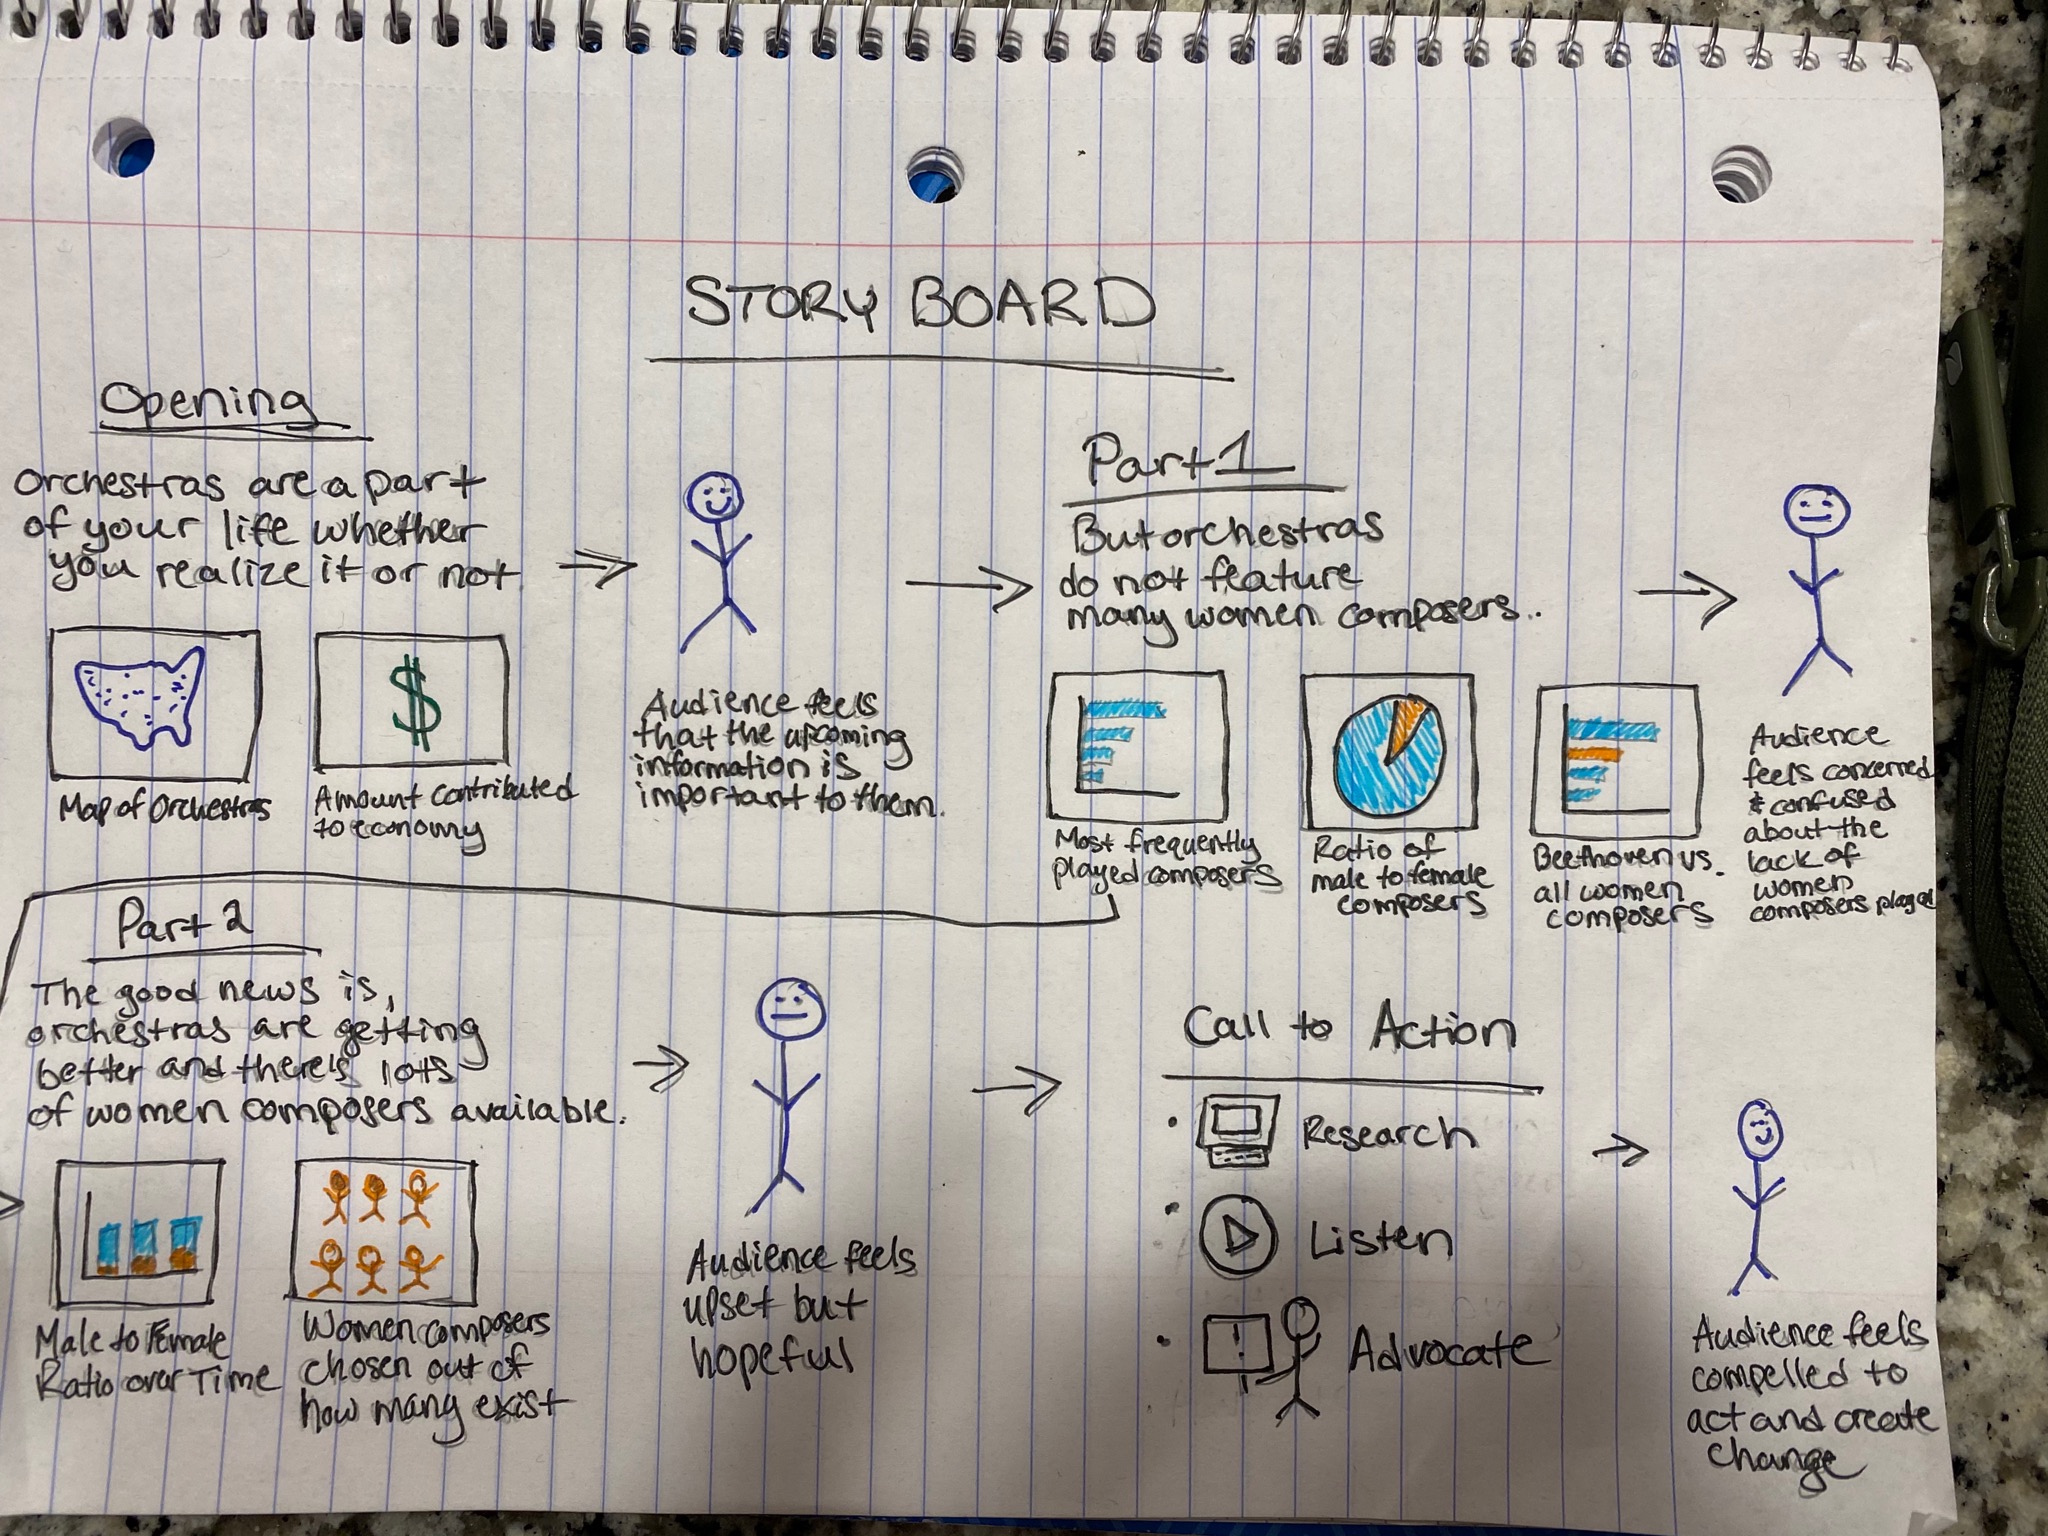 STORY BOARD
Opening
Orchestras are a part
of your life whether
you realize it or not
Map of Orchestras
$
Amount contributed
to economy
Audience feels
that the upcoming
information is
important to them.
Part 1
But orchestras
do not feature
many women composers..
Most frequently
played composers
Ratio of
male to female
composers
Beethoven vs.
all women
composers
Audience
feels concerned
& confused
about the
lack of
women
composers played
Part 2
The good news is,
orchestras are getting
better and there's lots
of women composers available.
Male to Female
Ratio over Time
Women composers
chosen out of
how many exist
Audience feels
upset but
hopeful
Call to Action
• Research
• Listen
• ! Advocate
Audience feels
compelled to
act and create
change